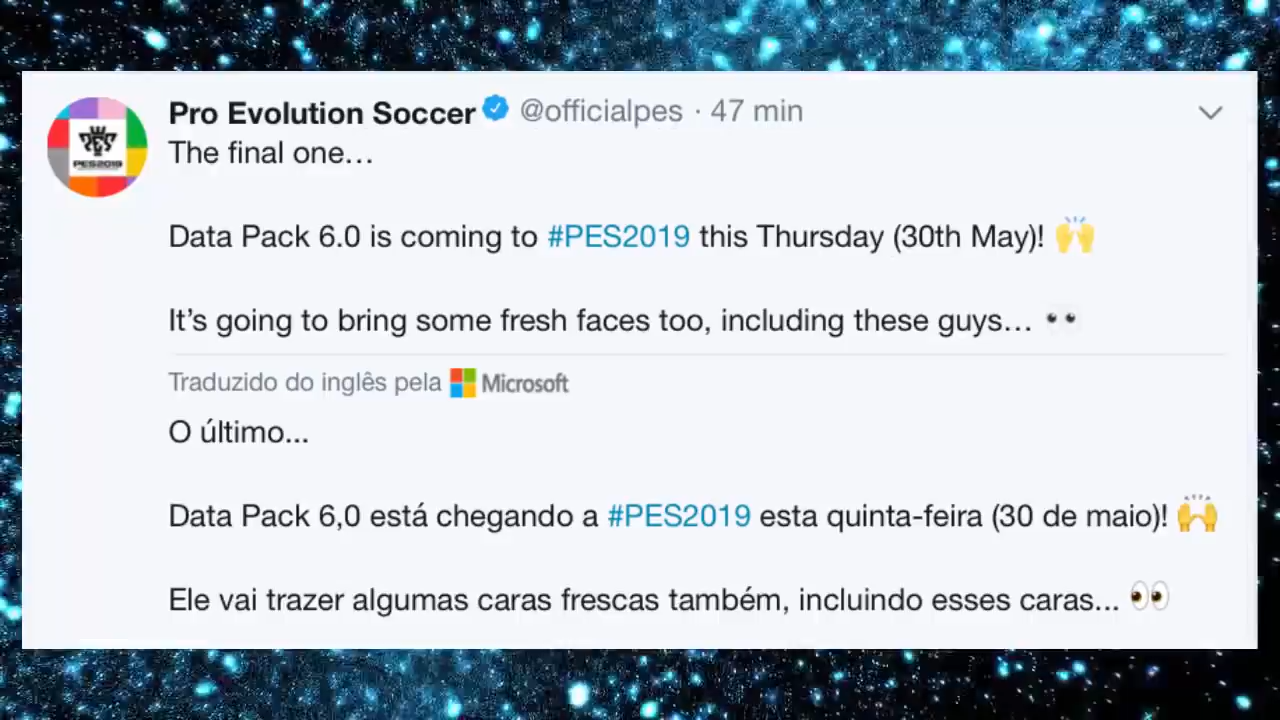 Pro Evolution Soccer @officialpes · 47 min
PES2019
The final one…
Data Pack 6.0 is coming to #PES2019 this Thursday (30th May)! 🙌
It’s going to bring some fresh faces too, including these guys… 👀
Traduzido do inglês pela Microsoft
O último...
Data Pack 6,0 está chegando a #PES2019 esta quinta-feira (30 de maio)! 🙌
Ele vai trazer algumas caras frescas também, incluindo esses caras... 👀